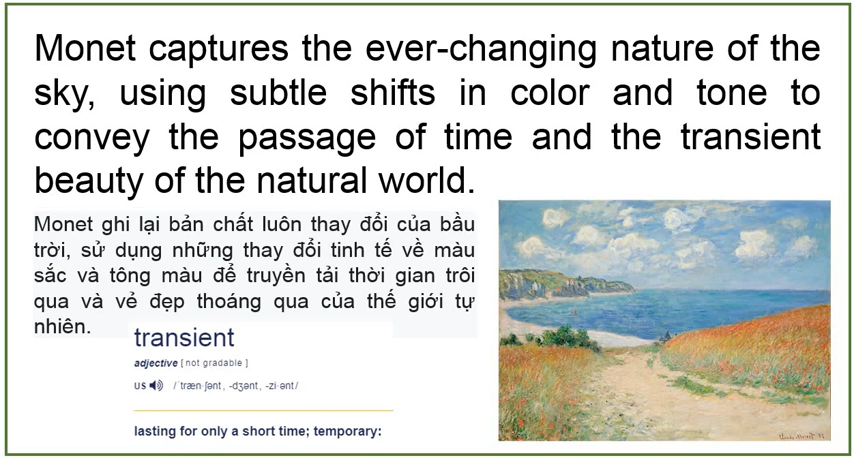 Monet captures the ever-changing nature of the
sky, using subtle shifts in color and tone to
convey the passage of time and the transient
beauty of the natural world.
Monet ghi lại bản chất luôn thay đổi của bầu
trời, sử dụng những thay đổi tinh tế về màu
sắc và tông màu để truyền tải thời gian trôi
qua và vẻ đẹp thoáng qua của thế giới tự
nhiên.
transient
adjective [ not gradable ]
US /ˈtræn·ʃənt, -dʒənt, -zi·ənt/
lasting for only a short time; temporary:
Claude Monet 82